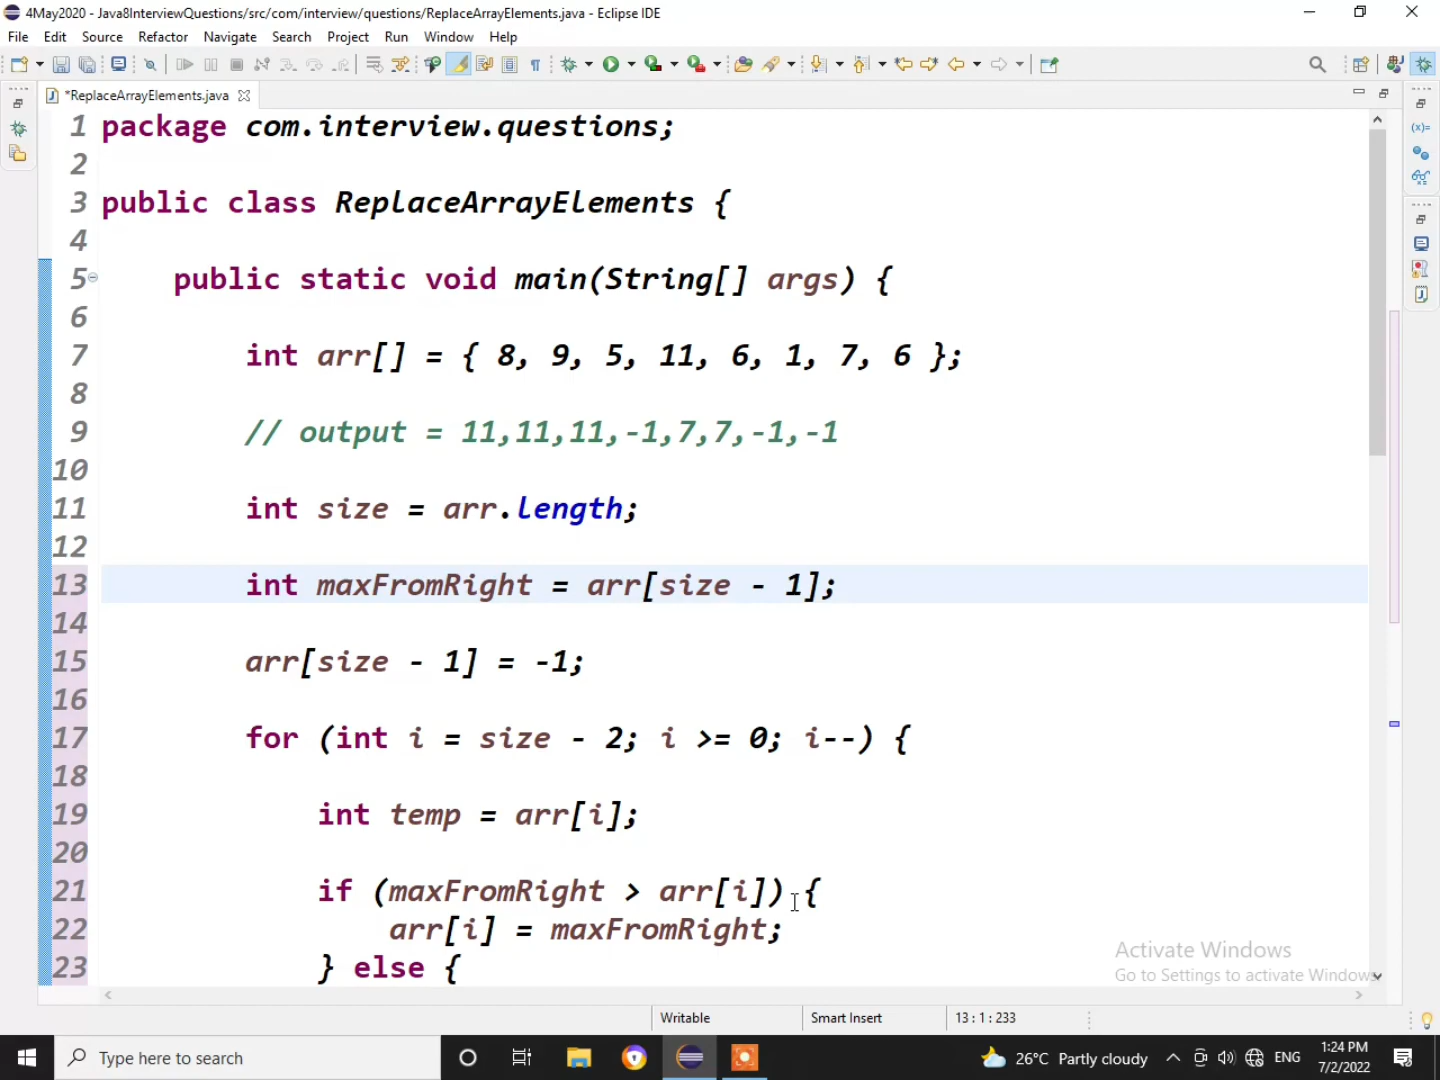 4May2020 - Java8InterviewQuestions/src/com/interview/questions/ReplaceArrayElements.java - Eclipse IDE
File Edit Source Refactor Navigate Search Project Run Window Help
*ReplaceArrayElements.java
1 package com.interview.questions;
2
3 public class ReplaceArrayElements {
4
5 public static void main(String[] args) {
6
7 int arr[] = { 8, 9, 5, 11, 6, 1, 7, 6 };
8
9 // output = 11,11,11,-1,7,7,-1,-1
10
11 int size = arr.length;
12
13 int maxFromRight = arr[size - 1];
14
15 arr[size - 1] = -1;
16
17 for (int i = size - 2; i >= 0; i--) {
18
19 int temp = arr[i];
20
21 if (maxFromRight > arr[i]) {
22 arr[i] = maxFromRight;
23 } else {
Activate Windows
Go to Settings to activate Windows
Writable Smart Insert 13 : 1 : 233
Type here to search
26°C Partly cloudy ENG 1:24 PM
7/2/2022